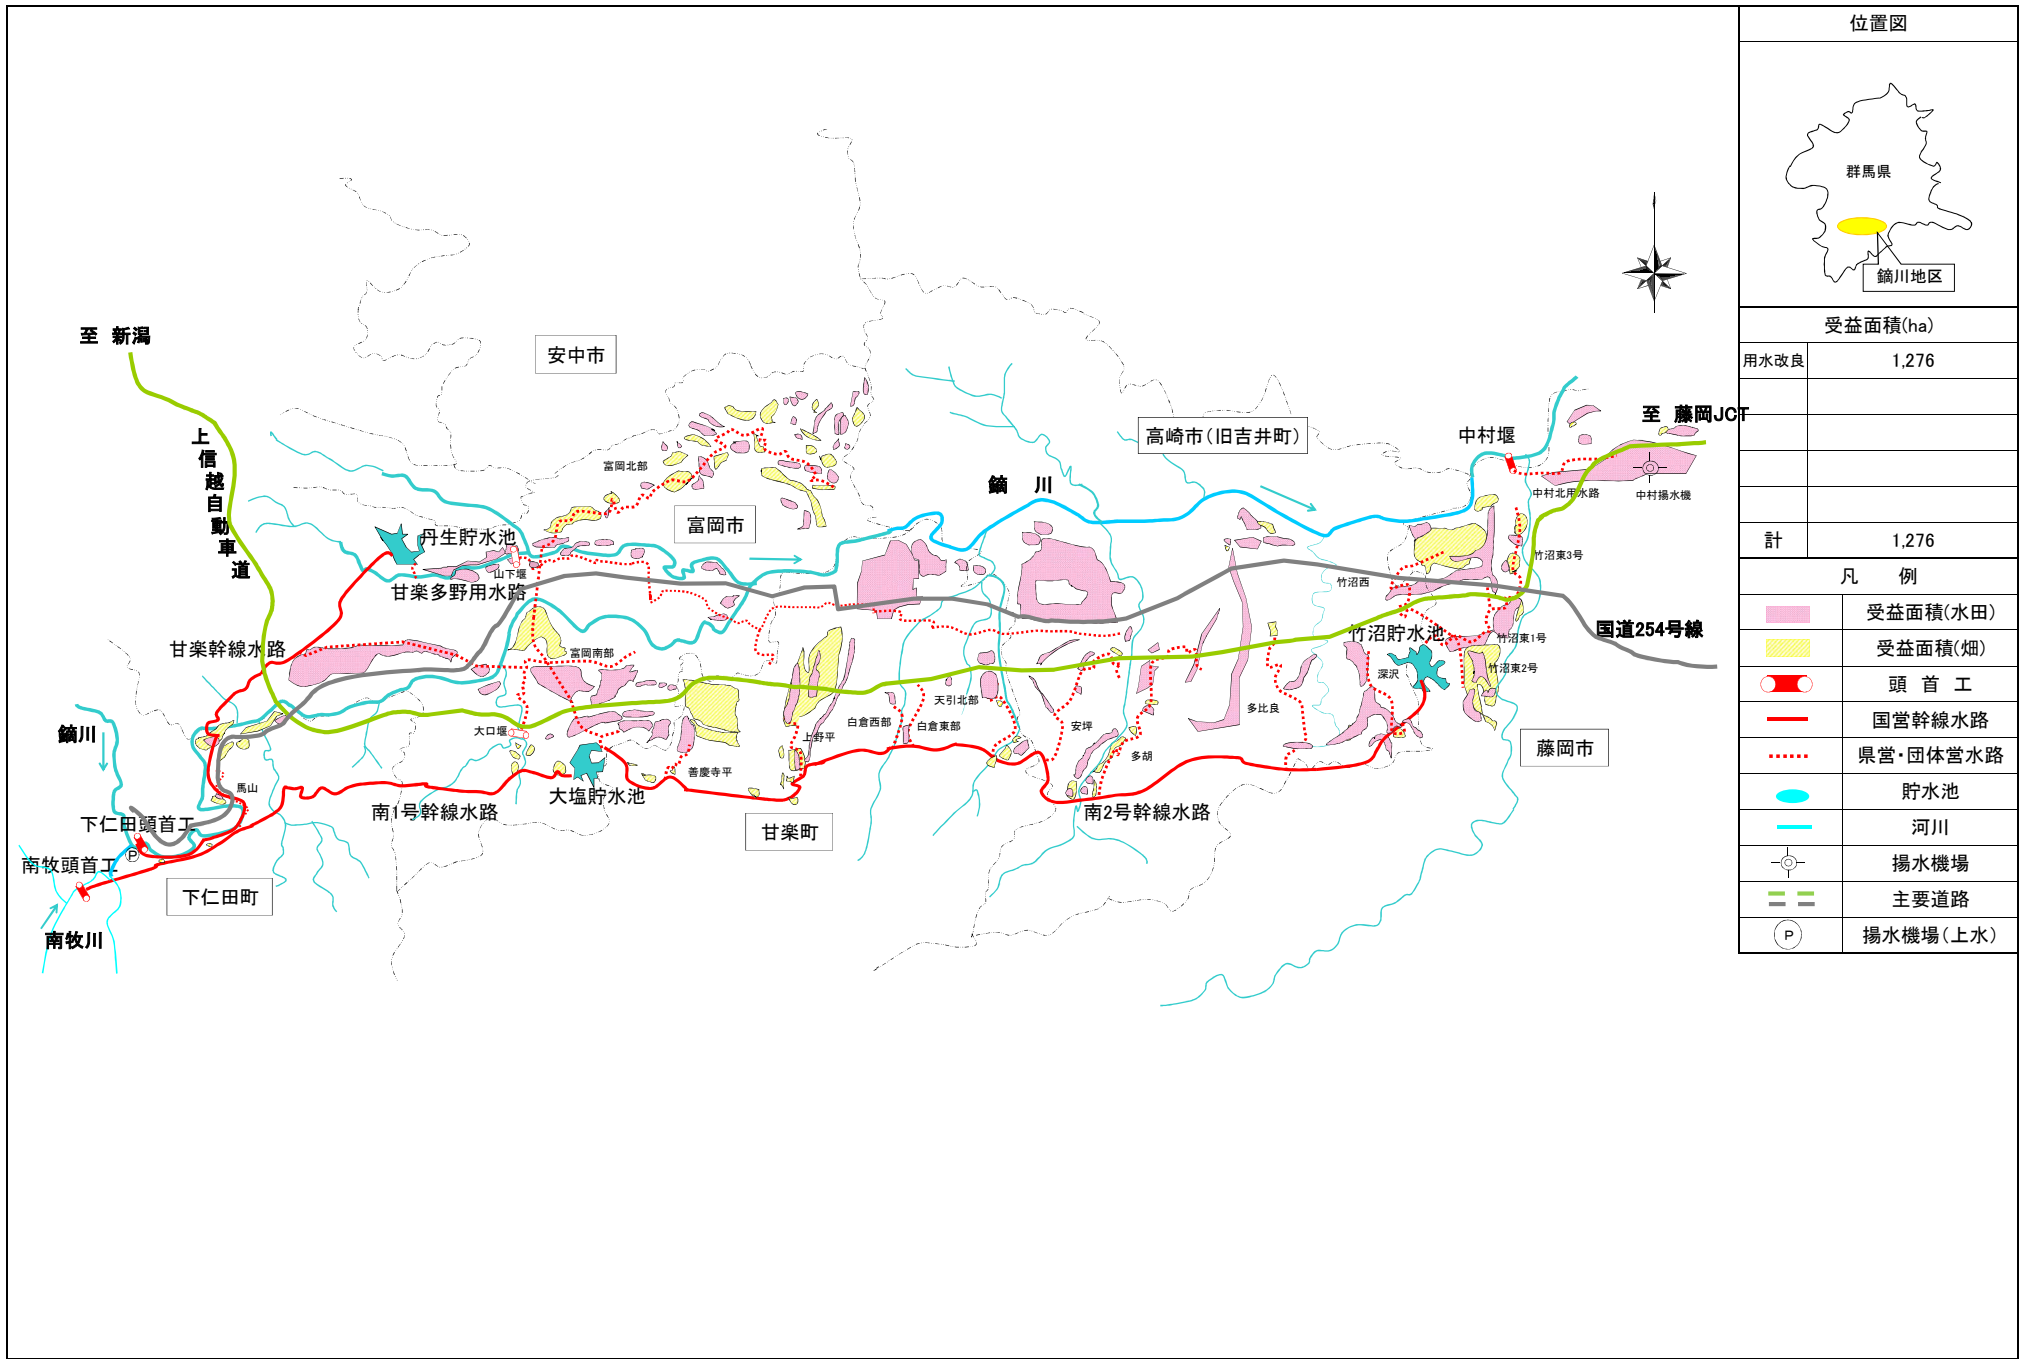 位置図
群馬県
鏑川地区
受益面積(ha)
用水改良 1,276
計 1,276
凡 例
受益面積(水田)
受益面積(畑)
頭 首 工
国営幹線水路
県営・団体営水路
貯水池
河川
揚水機場
主要道路
P 揚水機場(上水)
至 新潟
安中市
上信越自動車道
至 藤岡JCT
高崎市(旧吉井町)
中村堰
富岡北部
鏑 川
中村北用水路
中村揚水機
富岡市
丹生貯水池
山下堰
竹沼東3号
竹沼西
甘楽多野用水路
国道254号線
竹沼貯水池
竹沼東1号
甘楽幹線水路
富岡南部
竹沼東2号
深沢
天引北部
多比良
白倉西部
白倉東部
安坪
鏑川
大口堰
上野平
藤岡市
多胡
善慶寺平
馬山
大塩貯水池
南1号幹線水路
南2号幹線水路
下仁田頭首工
甘楽町
P
南牧頭首工
下仁田町
南牧川